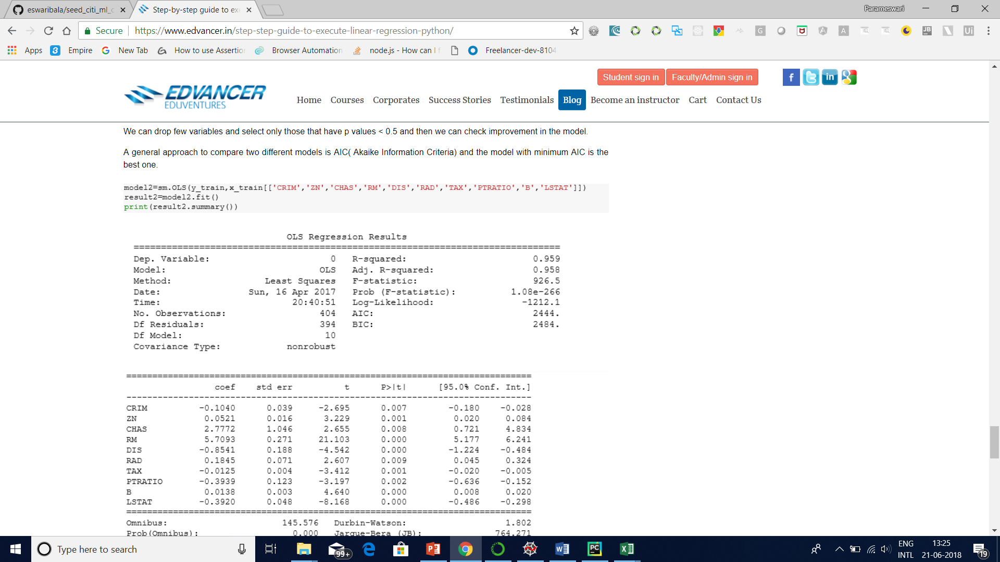 eswaribala/seed_citi_ml_c
Step-by-step guide to exe
Parameswari
Secure https://www.edvancer.in/step-step-guide-to-execute-linear-regression-python/
Apps Empire New Tab How to use Assertio Browser Automation node.js - How can I f Freelancer-dev-8104
Student sign in Faculty/Admin sign in
EDVANCER
EDUVENTURES
Home Courses Corporates Success Stories Testimonials Blog Become an instructor Cart Contact Us
We can drop few variables and select only those that have p values < 0.5 and then we can check improvement in the model.
A general approach to compare two different models is AIC( Akaike Information Criteria) and the model with minimum AIC is the
best one.
model2=sm.OLS(y_train,x_train[['CRIM','ZN','CHAS','RM','DIS','RAD','TAX','PTRATIO','B','LSTAT']])
result2=model2.fit()
print(result2.summary())
OLS Regression Results
==============================================================================
Dep. Variable: 0 R-squared: 0.959
Model: OLS Adj. R-squared: 0.958
Method: Least Squares F-statistic: 926.5
Date: Sun, 16 Apr 2017 Prob (F-statistic): 1.08e-266
Time: 20:40:51 Log-Likelihood: -1212.1
No. Observations: 404 AIC: 2444.
Df Residuals: 394 BIC: 2484.
Df Model: 10
Covariance Type: nonrobust
==============================================================================
coef std err t P>|t| [95.0% Conf. Int.]
------------------------------------------------------------------------------
CRIM -0.1040 0.039 -2.695 0.007 -0.180 -0.028
ZN 0.0521 0.016 3.229 0.001 0.020 0.084
CHAS 2.7772 1.046 2.655 0.008 0.721 4.834
RM 5.7093 0.271 21.103 0.000 5.177 6.241
DIS -0.8541 0.188 -4.542 0.000 -1.224 -0.484
RAD 0.1845 0.071 2.607 0.009 0.045 0.324
TAX -0.0125 0.004 -3.412 0.001 -0.020 -0.005
PTRATIO -0.3939 0.123 -3.197 0.002 -0.636 -0.152
B 0.0138 0.003 4.640 0.000 0.008 0.020
LSTAT -0.3920 0.048 -8.168 0.000 -0.486 -0.298
==============================================================================
Omnibus: 145.576 Durbin-Watson: 1.802
Prob(Omnibus): 0.000 Jarque-Bera (JB): 764.271
Type here to search
99+
ENG
INTL
13:25
21-06-2018
19